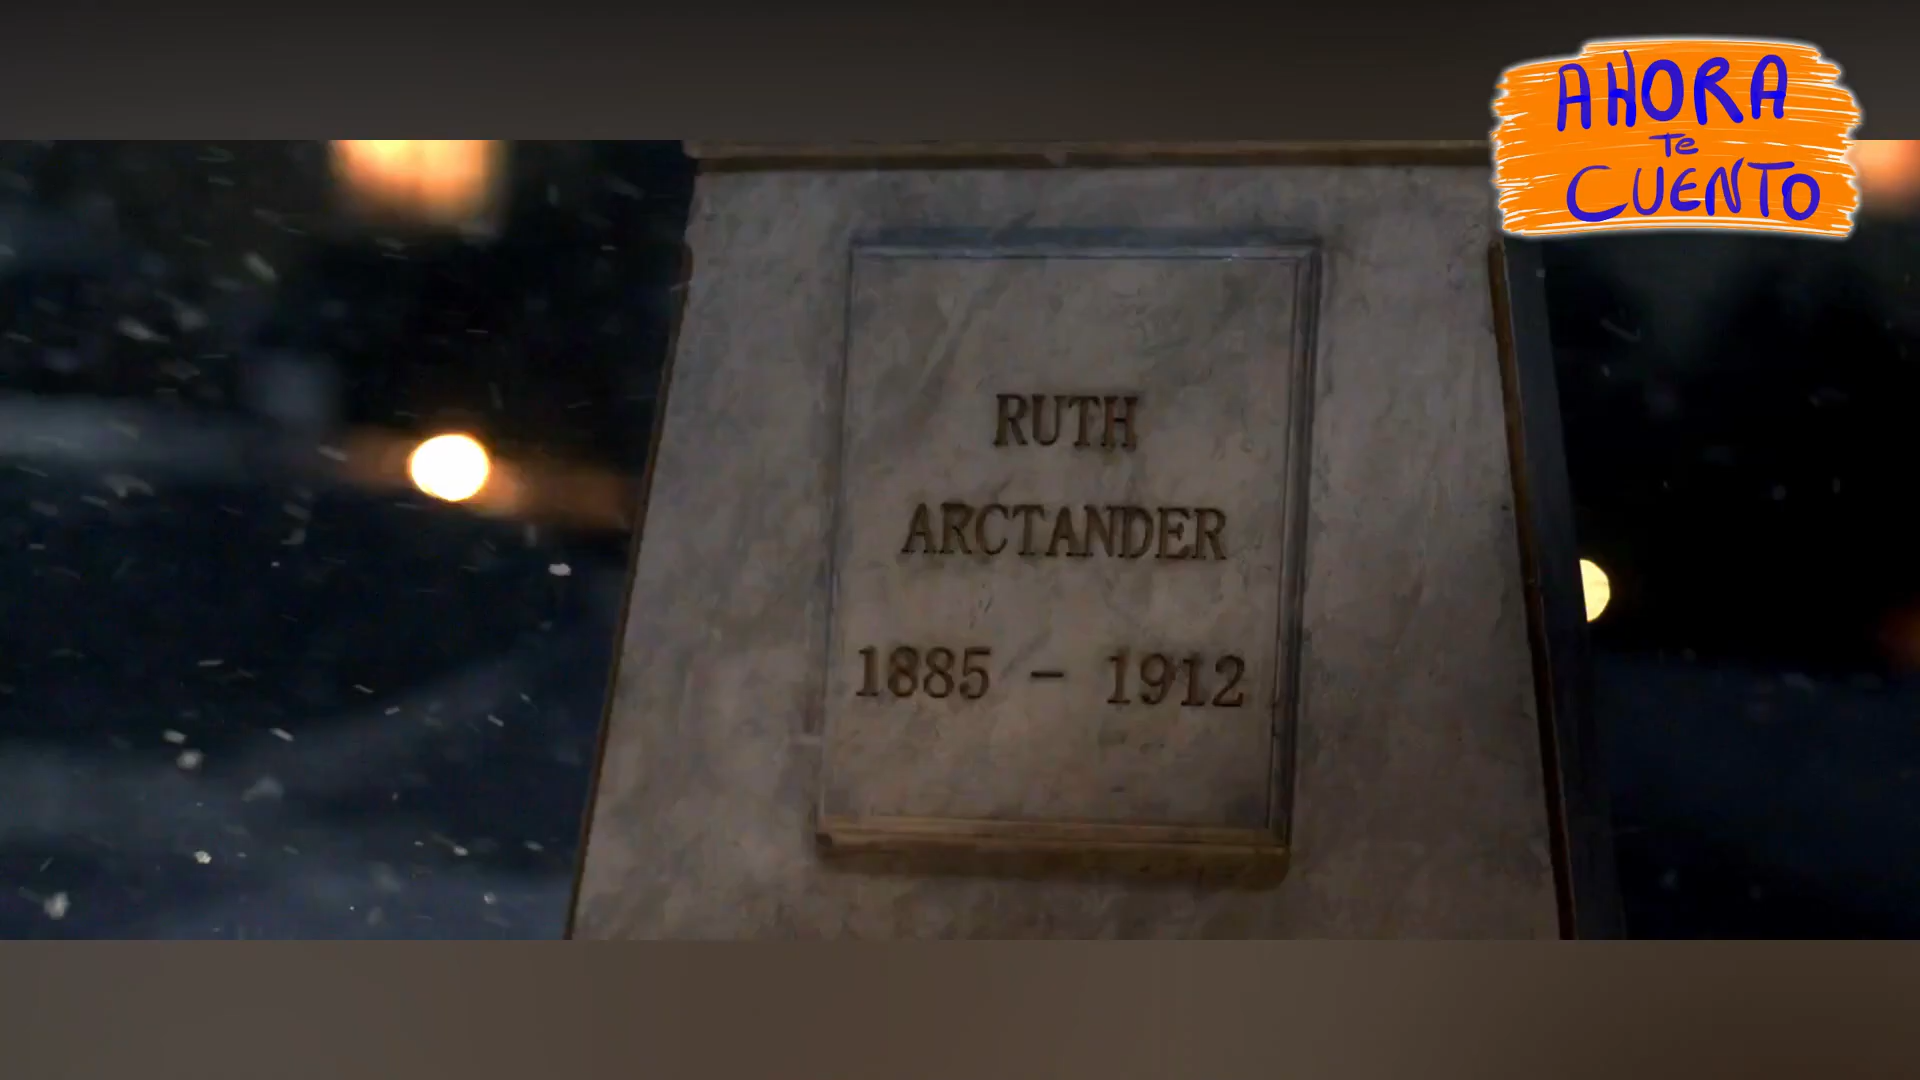 AHORA
Te
CUENTO
RUTH
ARCTANDER
1885 - 1912